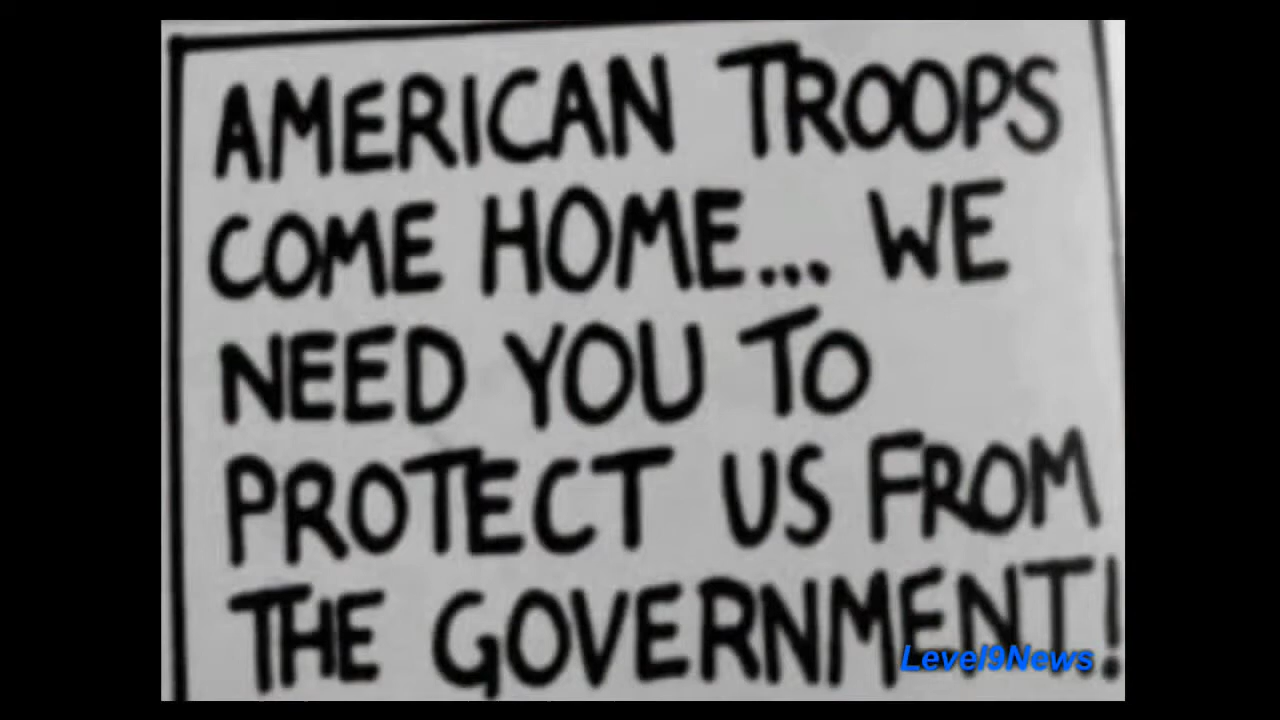 AMERICAN TROOPS
COME HOME... WE
NEED YOU TO
PROTECT US FROM
THE GOVERNMENT!
Level9News